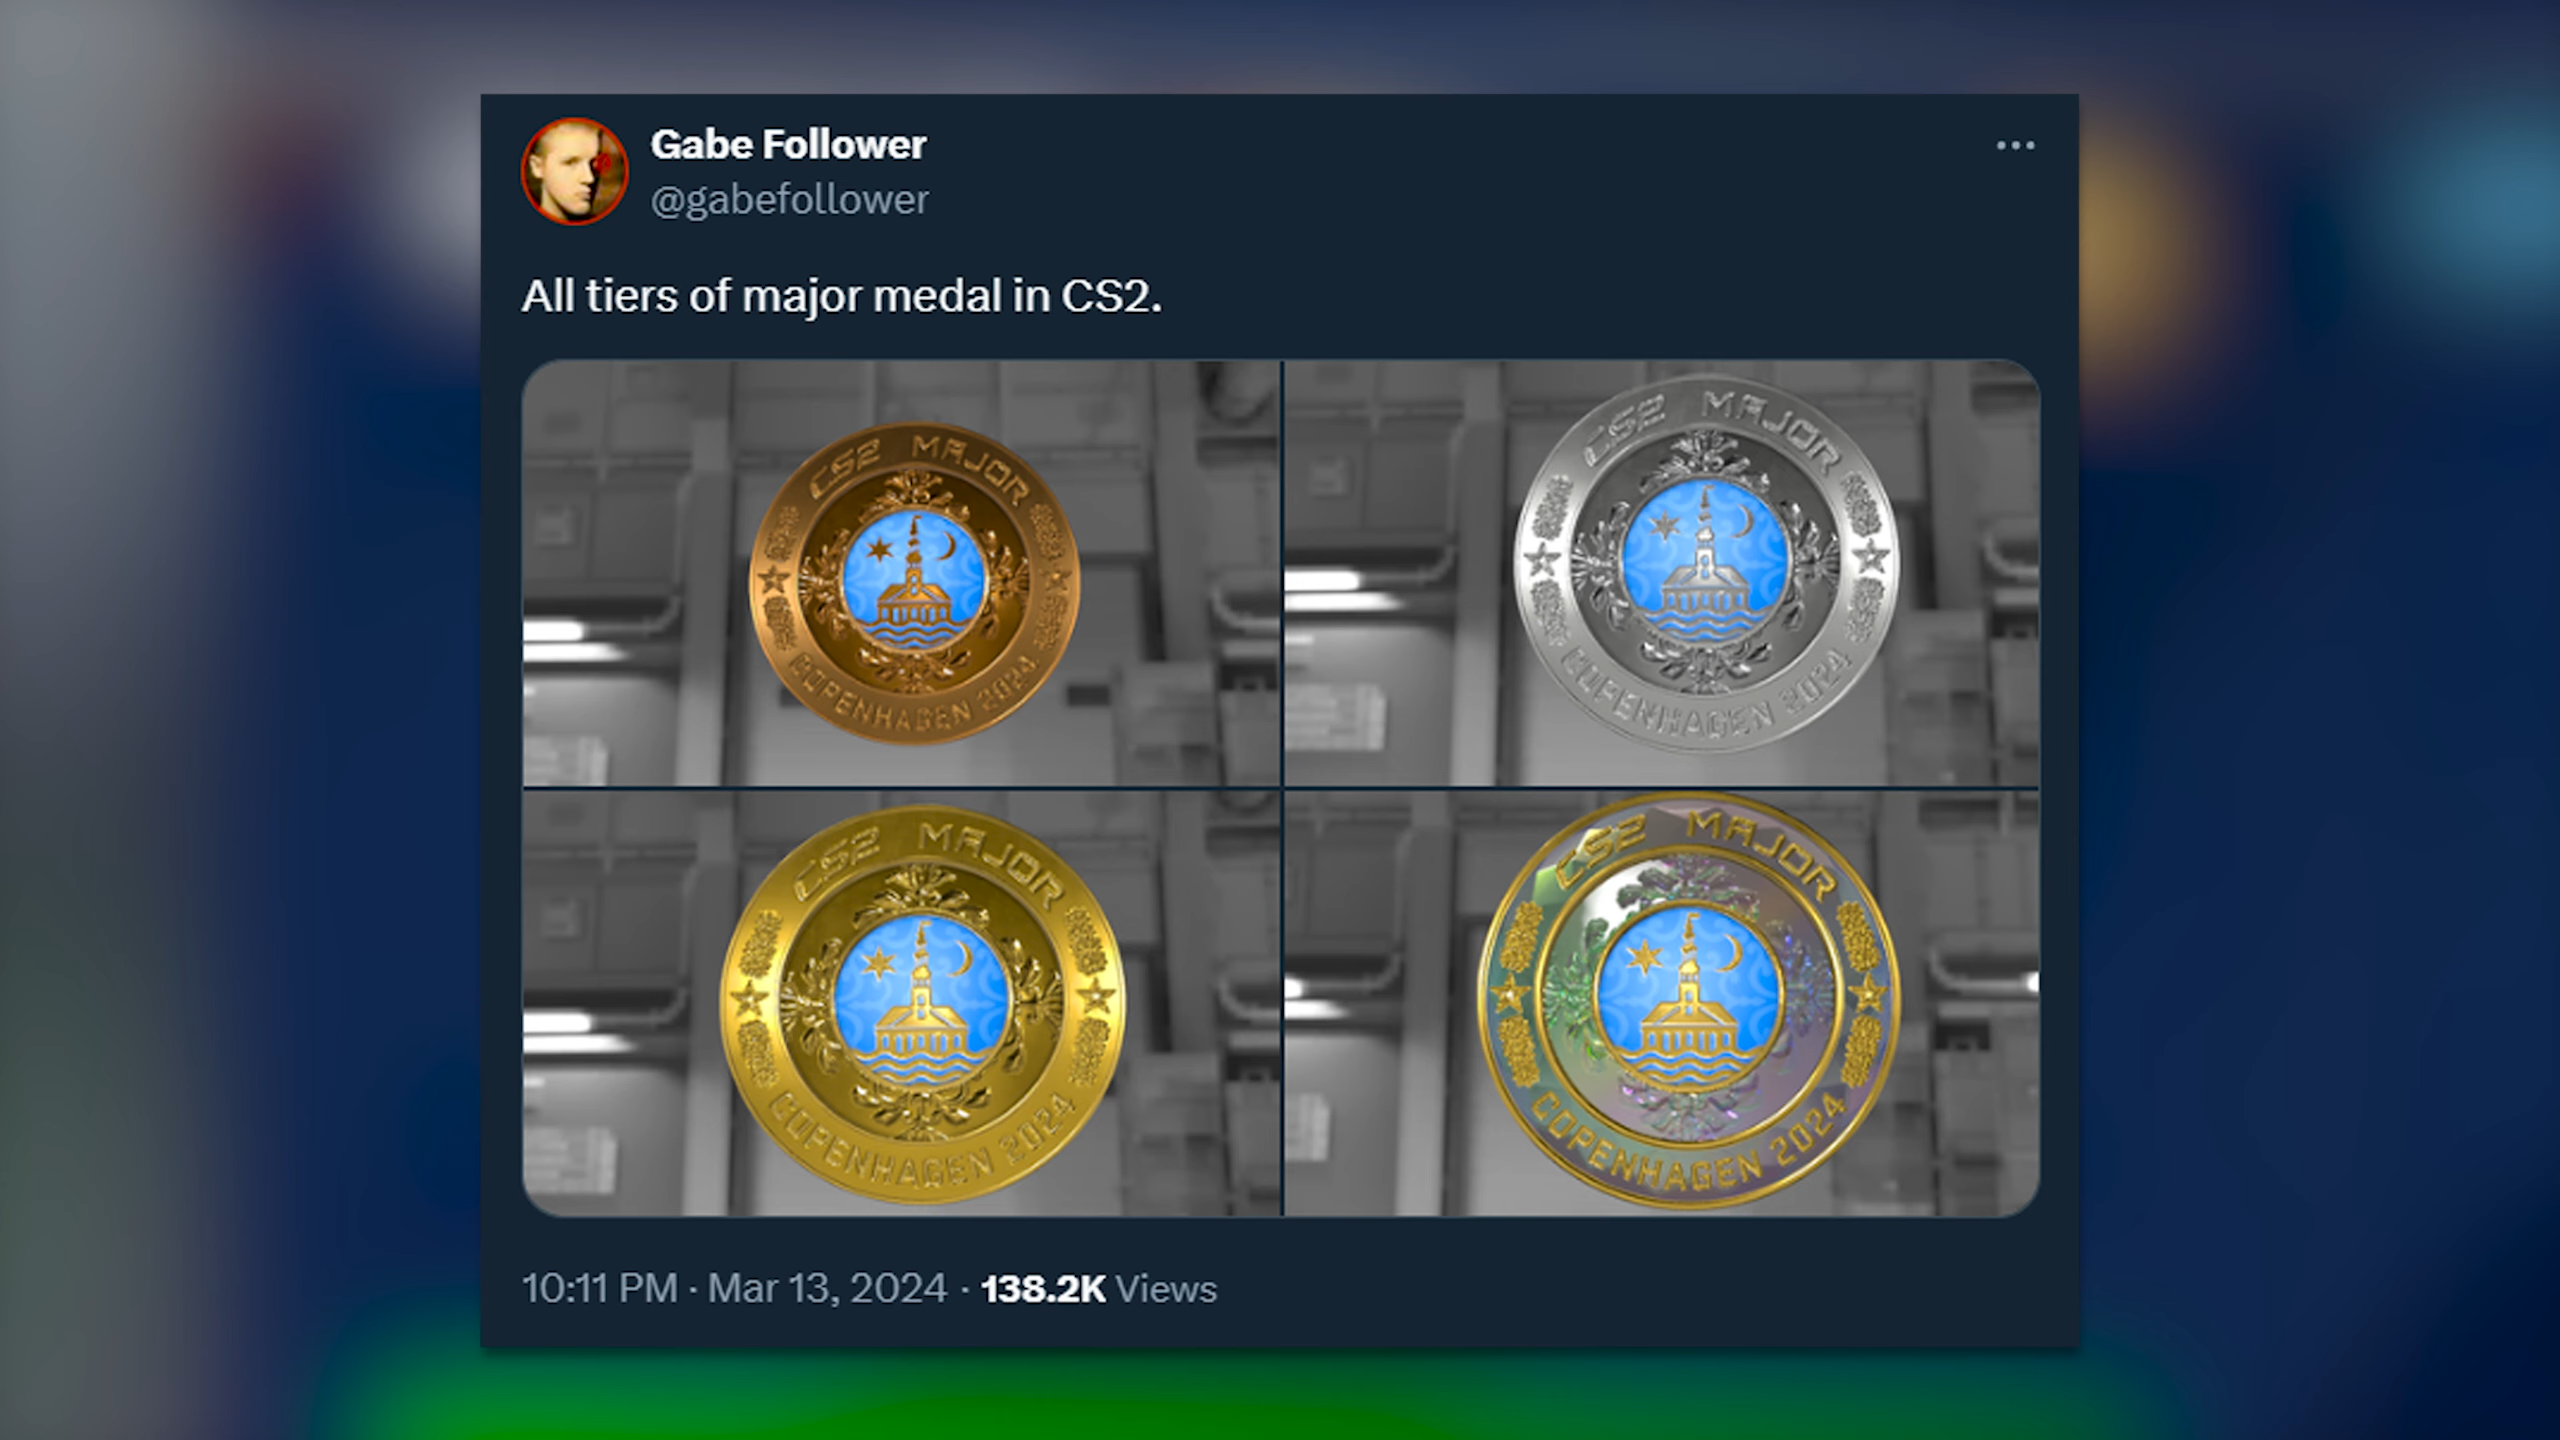 Gabe Follower
@gabefollower
All tiers of major medal in CS2.
CS2 MAJOR
COPENHAGEN 2024
CS2 MAJOR
COPENHAGEN 2024
CS2 MAJOR
COPENHAGEN 2024
CS2 MAJOR
COPENHAGEN 2024
10:11 PM · Mar 13, 2024 · 138.2K Views